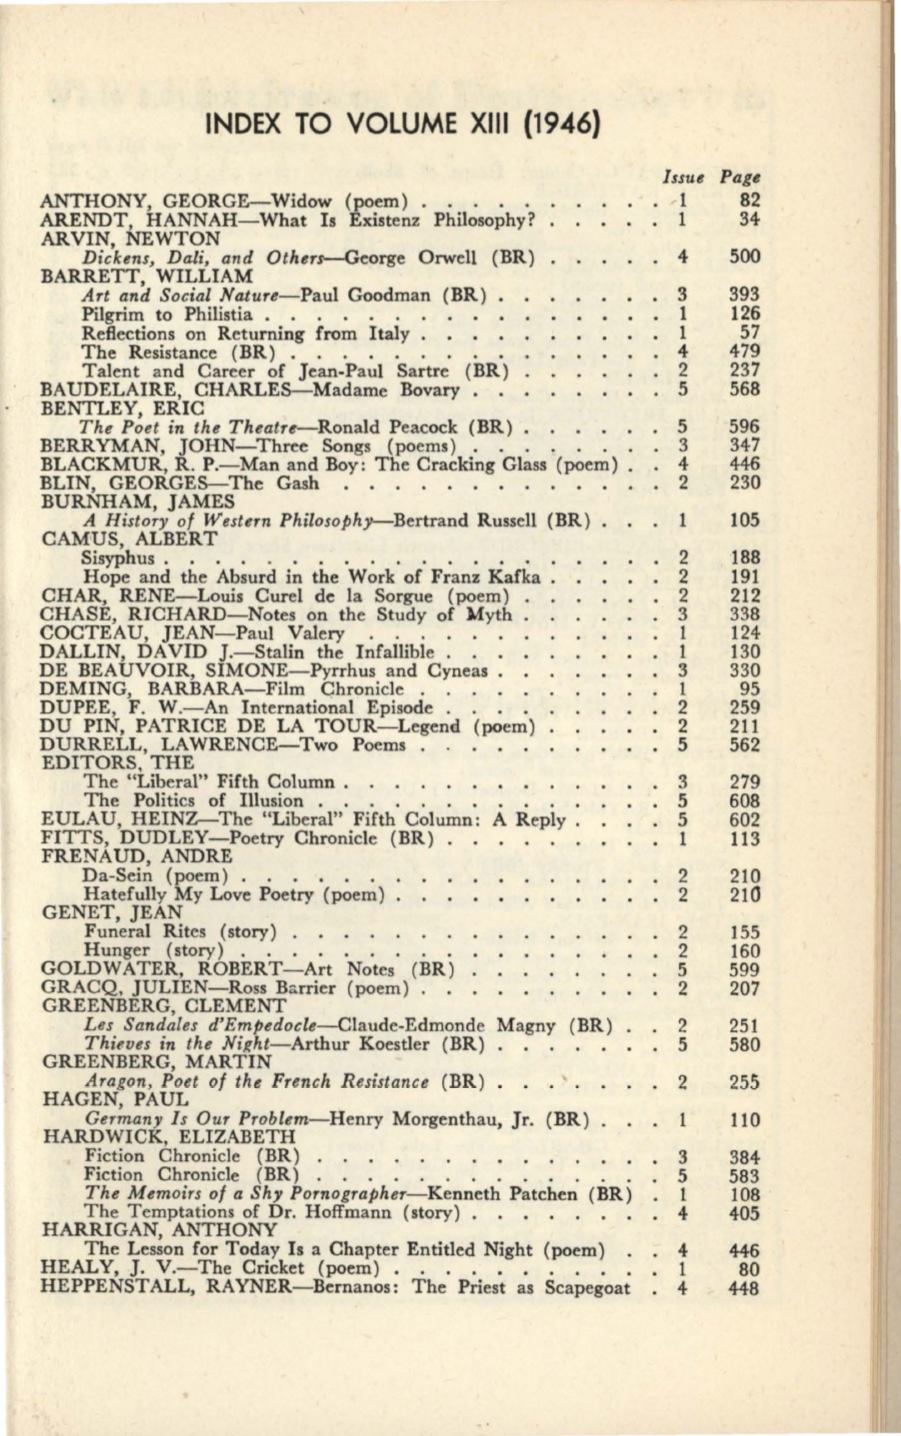 INDEX TO VOLUME XIII (1946)
Issue Page
ANTHONY, GEORGE—Widow (poem) . . . . . . . . . . 1 82
ARENDT, HANNAH—What Is Existenz Philosophy? . . . . . 1 34
ARVIN, NEWTON
Dickens, Dali, and Others—George Orwell (BR) . . . . . 4 500
BARRETT, WILLIAM
Art and Social Nature—Paul Goodman (BR) . . . . . . . 3 393
Pilgrim to Philistia . . . . . . . . . . . . . . . . 1 126
Reflections on Returning from Italy . . . . . . . . . . 1 57
The Resistance (BR) . . . . . . . . . . . . . . . 4 479
Talent and Career of Jean-Paul Sartre (BR) . . . . . . 2 237
BAUDELAIRE, CHARLES—Madame Bovary . . . . . . . . 5 568
BENTLEY, ERIC
The Poet in the Theatre—Ronald Peacock (BR) . . . . . . 5 596
BERRYMAN, JOHN—Three Songs (poems) . . . . . . . . 3 347
BLACKMUR, R. P.—Man and Boy: The Cracking Glass (poem) . . 4 446
BLIN, GEORGES—The Gash . . . . . . . . . . . . . 2 230
BURNHAM, JAMES
A History of Western Philosophy—Bertrand Russell (BR) . . . 1 105
CAMUS, ALBERT
Sisyphus . . . . . . . . . . . . . . . . . . . . 2 188
Hope and the Absurd in the Work of Franz Kafka . . . . . 2 191
CHAR, RENE—Louis Curel de la Sorgue (poem) . . . . . . 2 212
CHASE, RICHARD—Notes on the Study of Myth . . . . . . 3 338
COCTEAU, JEAN—Paul Valery . . . . . . . . . . . . 1 124
DALLIN, DAVID J.—Stalin the Infallible . . . . . . . . . 1 130
DE BEAUVOIR, SIMONE—Pyrrhus and Cyneas . . . . . . . 3 330
DEMING, BARBARA—Film Chronicle . . . . . . . . . . 1 95
DUPEE, F. W.—An International Episode . . . . . . . . . 2 259
DU PIN, PATRICE DE LA TOUR—Legend (poem) . . . . . 2 211
DURRELL, LAWRENCE—Two Poems . . . . . . . . . . 5 562
EDITORS, THE
The "Liberal" Fifth Column . . . . . . . . . . . . . 3 279
The Politics of Illusion . . . . . . . . . . . . . . 5 608
EULAU, HEINZ—The "Liberal" Fifth Column: A Reply . . . . 5 602
FITTS, DUDLEY—Poetry Chronicle (BR) . . . . . . . . . 1 113
FRENAUD, ANDRE
Da-Sein (poem) . . . . . . . . . . . . . . . . . 2 210
Hatefully My Love Poetry (poem) . . . . . . . . . . . 2 210
GENET, JEAN
Funeral Rites (story) . . . . . . . . . . . . . . . 2 155
Hunger (story) . . . . . . . . . . . . . . . . . 2 160
GOLDWATER, ROBERT—Art Notes (BR) . . . . . . . . 5 599
GRACQ, JULIEN—Ross Barrier (poem) . . . . . . . . . . 2 207
GREENBERG, CLEMENT
Les Sandales d'Empedocle—Claude-Edmonde Magny (BR) . . 2 251
Thieves in the Night—Arthur Koestler (BR) . . . . . . . 5 580
GREENBERG, MARTIN
Aragon, Poet of the French Resistance (BR) . . . . . . . 2 255
HAGEN, PAUL
Germany Is Our Problem—Henry Morgenthau, Jr. (BR) . . . 1 110
HARDWICK, ELIZABETH
Fiction Chronicle (BR) . . . . . . . . . . . . . . 3 384
Fiction Chronicle (BR) . . . . . . . . . . . . . . 5 583
The Memoirs of a Shy Pornographer—Kenneth Patchen (BR) . 1 108
The Temptations of Dr. Hoffmann (story) . . . . . . . . 4 405
HARRIGAN, ANTHONY
The Lesson for Today Is a Chapter Entitled Night (poem) . . 4 446
HEALY, J. V.—The Cricket (poem) . . . . . . . . . . . 1 80
HEPPENSTALL, RAYNER—Bernanos: The Priest as Scapegoat . 4 448